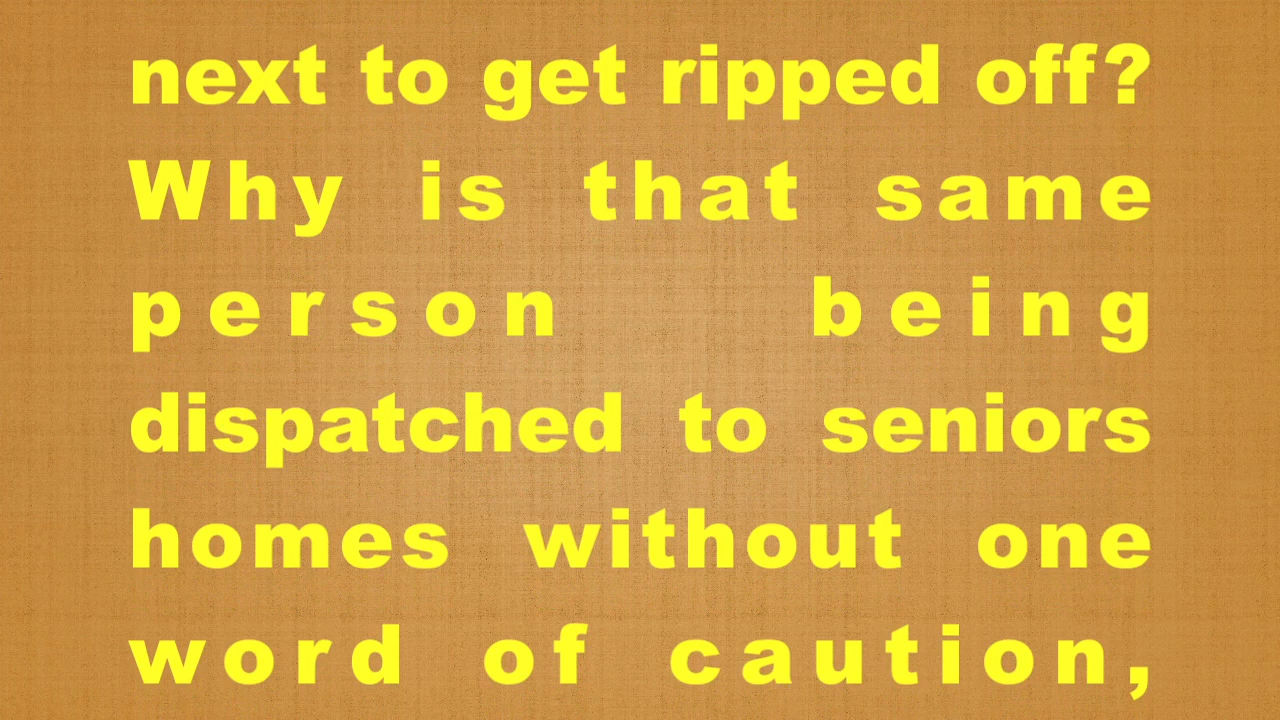 next to get ripped off?
Why is that same
person being
dispatched to seniors
homes without one
word of caution,